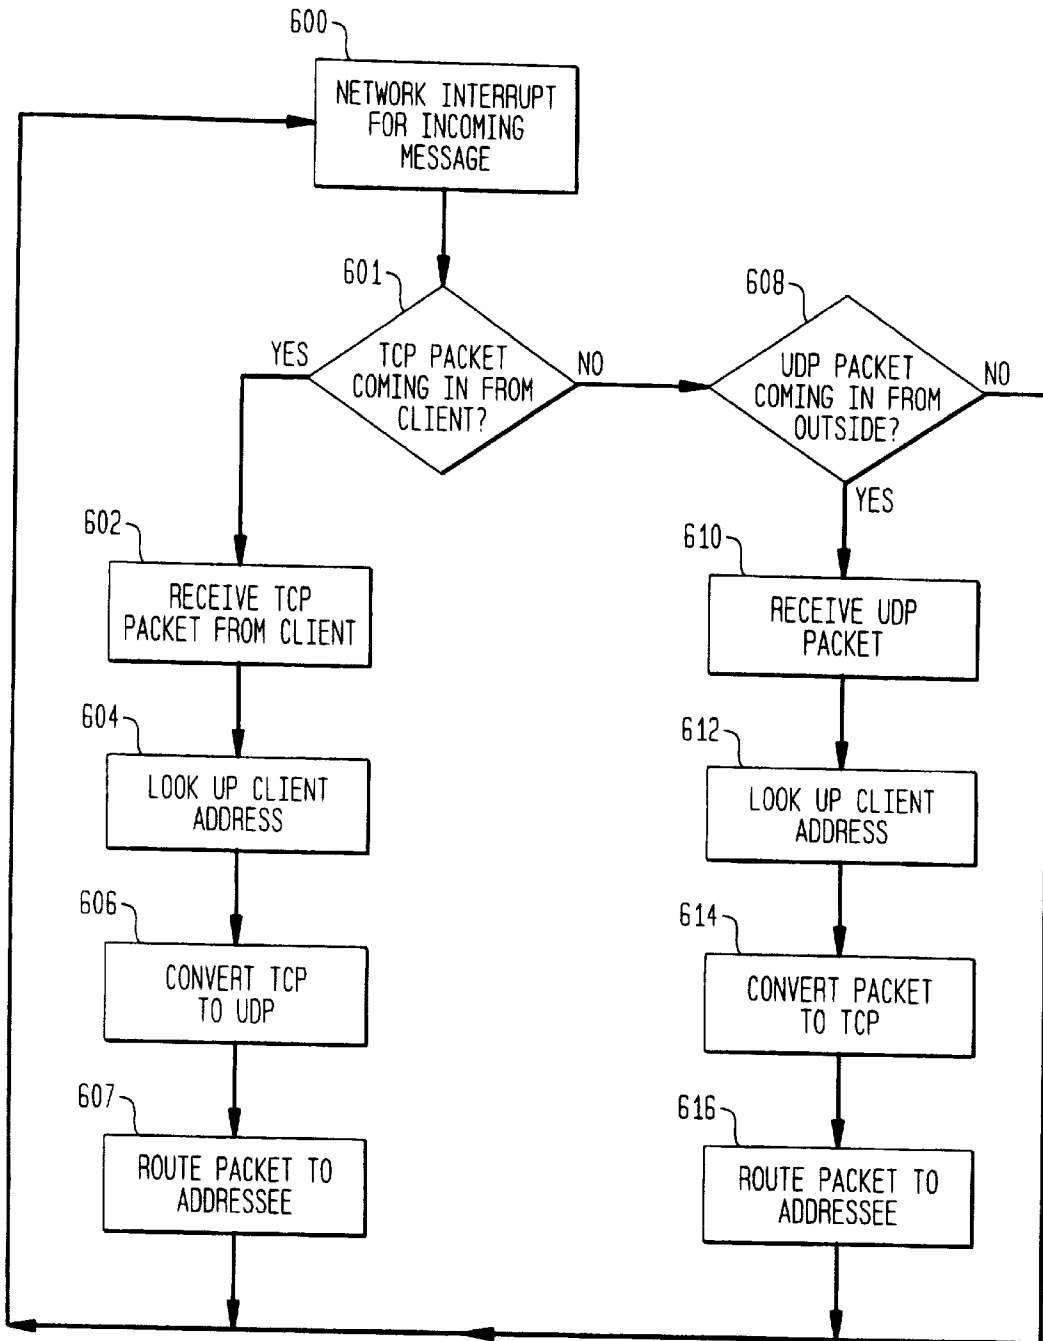 600
NETWORK INTERRUPT
FOR INCOMING
MESSAGE
601
YES
TCP PACKET
COMING IN FROM
CLIENT?
NO
608
UDP PACKET
COMING IN FROM
OUTSIDE?
NO
YES
602
RECEIVE TCP
PACKET FROM CLIENT
604
LOOK UP CLIENT
ADDRESS
606
CONVERT TCP
TO UDP
607
ROUTE PACKET TO
ADDRESSEE
610
RECEIVE UDP
PACKET
612
LOOK UP CLIENT
ADDRESS
614
CONVERT PACKET
TO TCP
616
ROUTE PACKET TO
ADDRESSEE